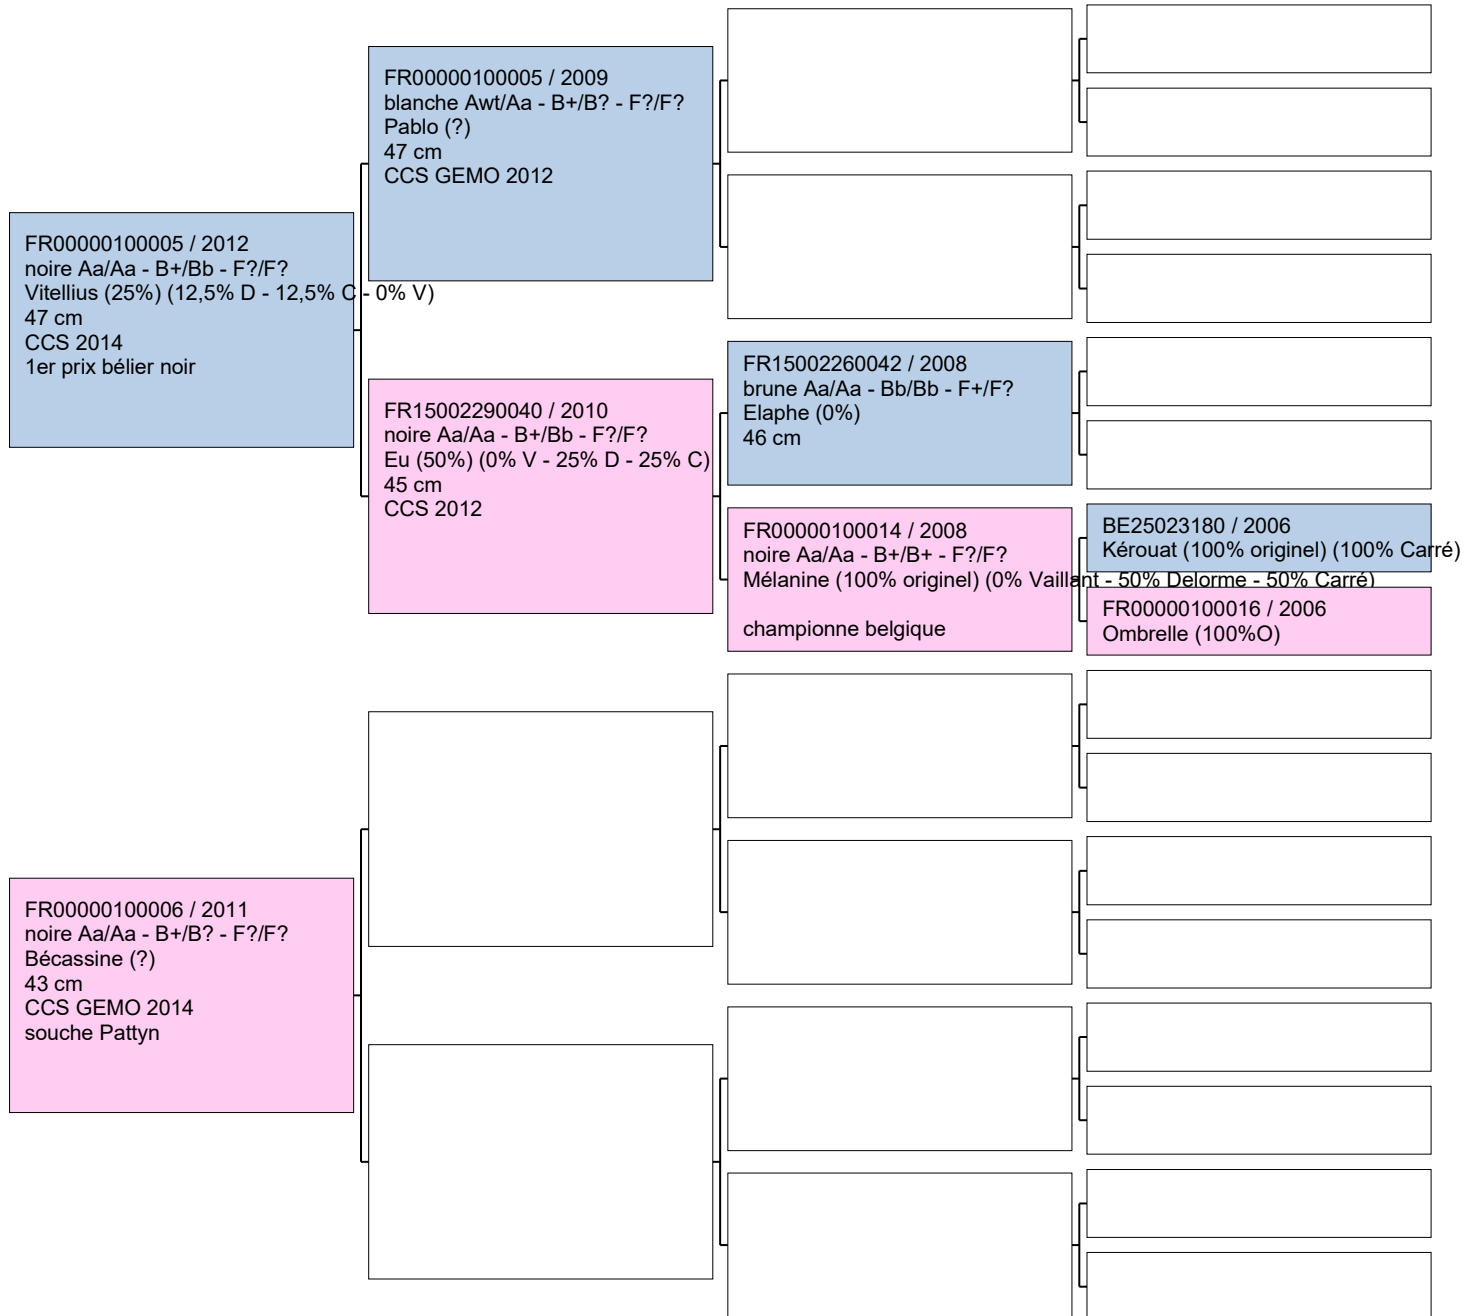 FR00000100005 / 2012
noire Aa/Aa - B+/Bb - F?/F?
Vitellius (25%) (12,5% D - 12,5% C - 0% V)
47 cm
CCS 2014
1er prix bélier noir
FR00000100005 / 2009
blanche Awt/Aa - B+/B? - F?/F?
Pablo (?)
47 cm
CCS GEMO 2012
FR15002290040 / 2010
noire Aa/Aa - B+/Bb - F?/F?
Eu (50%) (0% V - 25% D - 25% C)
45 cm
CCS 2012
FR15002260042 / 2008
brune Aa/Aa - Bb/Bb - F+/F?
Elaphe (0%)
46 cm
FR00000100014 / 2008
noire Aa/Aa - B+/B+ - F?/F?
Mélanine (100% originel) (0% Vaillant - 50% Delorme - 50% Carré)
championne belgique
BE25023180 / 2006
Kérouat (100% originel) (100% Carré)
FR00000100016 / 2006
Ombrelle (100%O)
FR00000100006 / 2011
noire Aa/Aa - B+/B? - F?/F?
Bécassine (?)
43 cm
CCS GEMO 2014
souche Pattyn